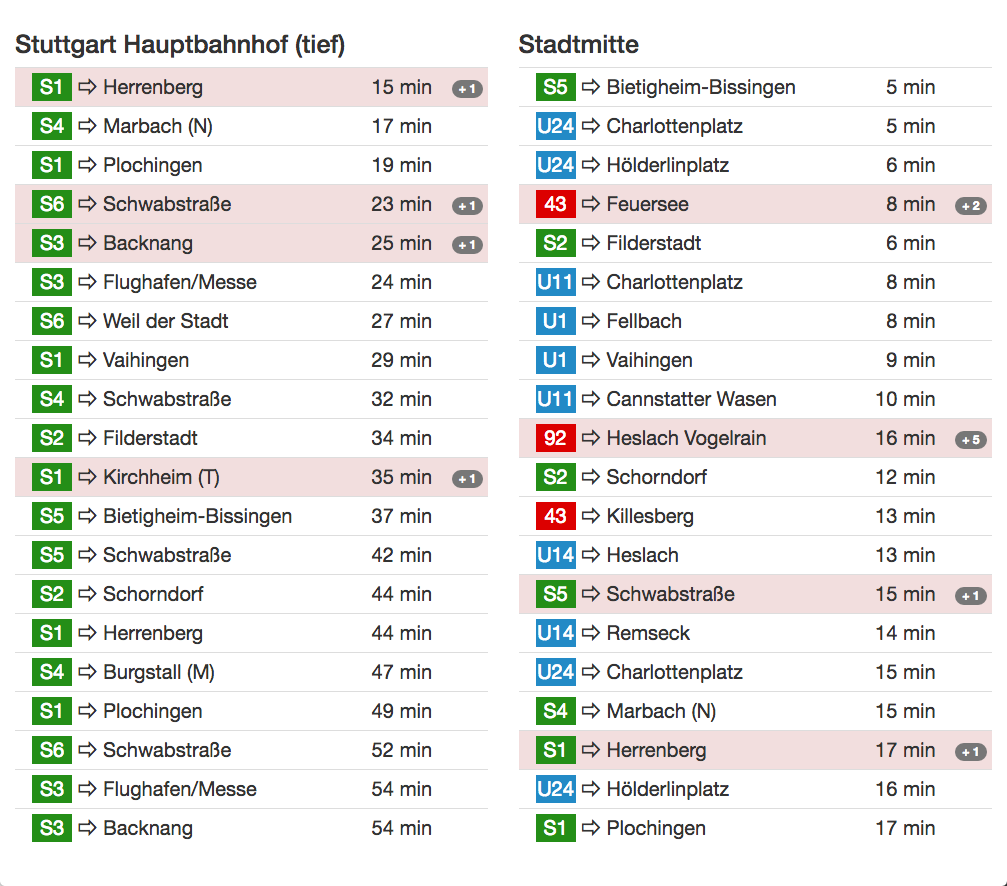 Stuttgart Hauptbahnhof (tief)
S1 ⇨ Herrenberg 15 min +1
S4 ⇨ Marbach (N) 17 min
S1 ⇨ Plochingen 19 min
S6 ⇨ Schwabstraße 23 min +1
S3 ⇨ Backnang 25 min +1
S3 ⇨ Flughafen/Messe 24 min
S6 ⇨ Weil der Stadt 27 min
S1 ⇨ Vaihingen 29 min
S4 ⇨ Schwabstraße 32 min
S2 ⇨ Filderstadt 34 min
S1 ⇨ Kirchheim (T) 35 min +1
S5 ⇨ Bietigheim-Bissingen 37 min
S5 ⇨ Schwabstraße 42 min
S2 ⇨ Schorndorf 44 min
S1 ⇨ Herrenberg 44 min
S4 ⇨ Burgstall (M) 47 min
S1 ⇨ Plochingen 49 min
S6 ⇨ Schwabstraße 52 min
S3 ⇨ Flughafen/Messe 54 min
S3 ⇨ Backnang 54 min
Stadtmitte
S5 ⇨ Bietigheim-Bissingen 5 min
U24 ⇨ Charlottenplatz 5 min
U24 ⇨ Hölderlinplatz 6 min
43 ⇨ Feuersee 8 min +2
S2 ⇨ Filderstadt 6 min
U11 ⇨ Charlottenplatz 8 min
U1 ⇨ Fellbach 8 min
U1 ⇨ Vaihingen 9 min
U11 ⇨ Cannstatter Wasen 10 min
92 ⇨ Heslach Vogelrain 16 min +5
S2 ⇨ Schorndorf 12 min
43 ⇨ Killesberg 13 min
U14 ⇨ Heslach 13 min
S5 ⇨ Schwabstraße 15 min +1
U14 ⇨ Remseck 14 min
U24 ⇨ Charlottenplatz 15 min
S4 ⇨ Marbach (N) 15 min
S1 ⇨ Herrenberg 17 min +1
U24 ⇨ Hölderlinplatz 16 min
S1 ⇨ Plochingen 17 min